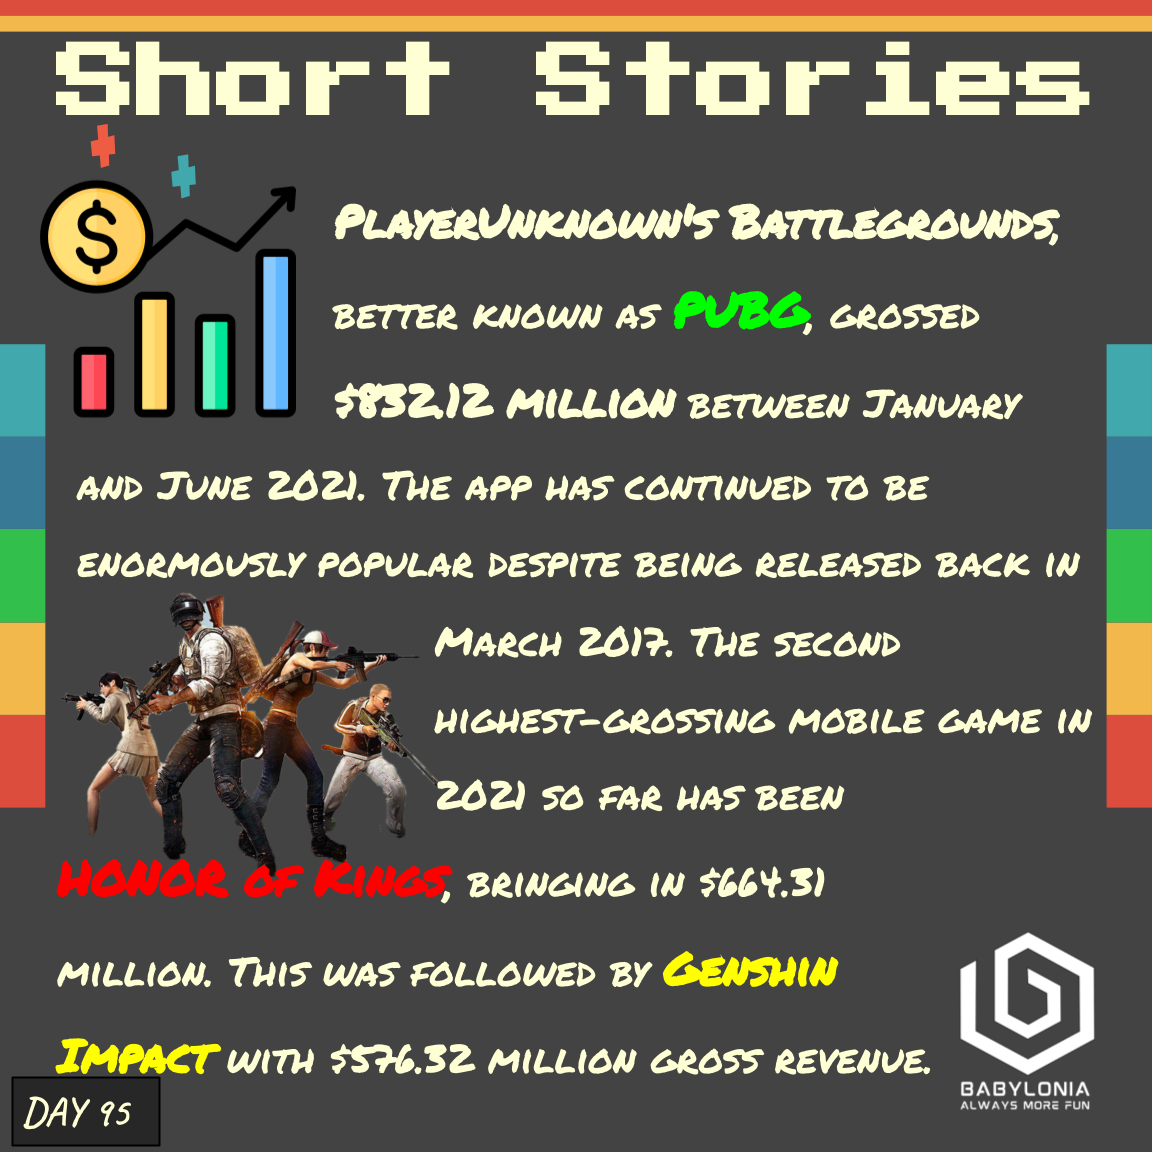 Short Stories
$
PlayerUnknown's Battlegrounds,
better known as PUBG, grossed
$832.12 million between January
and June 2021. The app has continued to be
enormously popular despite being released back in
March 2017. The second
highest-grossing mobile game in
2021 so far has been
HONOR of Kings, bringing in $664.31
million. This was followed by Genshin
Impact with $576.32 million gross revenue.
BABYLONIA
ALWAYS MORE FUN
DAY 95